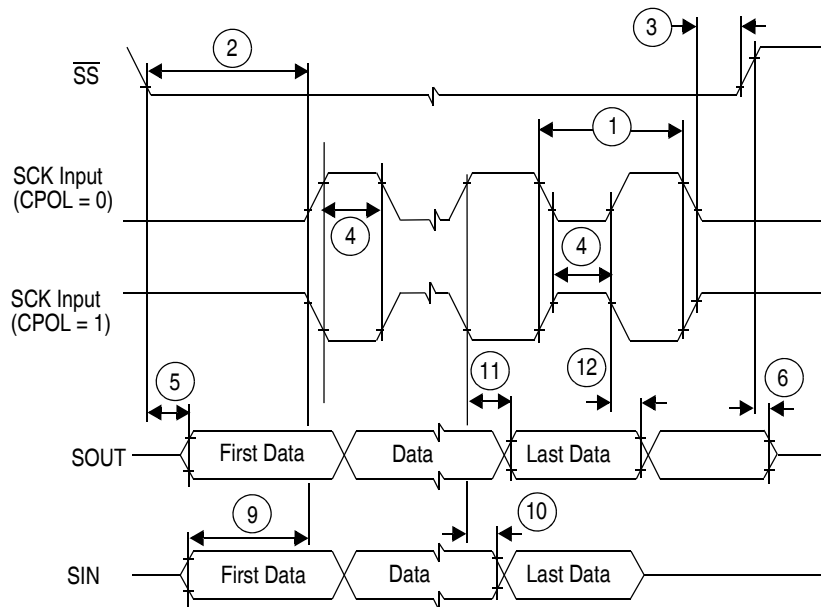 3
2
SS
1
SCK Input
(CPOL = 0)
4
4
SCK Input
(CPOL = 1)
5
11
12
6
SOUT
First Data
Data
Last Data
9
10
SIN
First Data
Data
Last Data